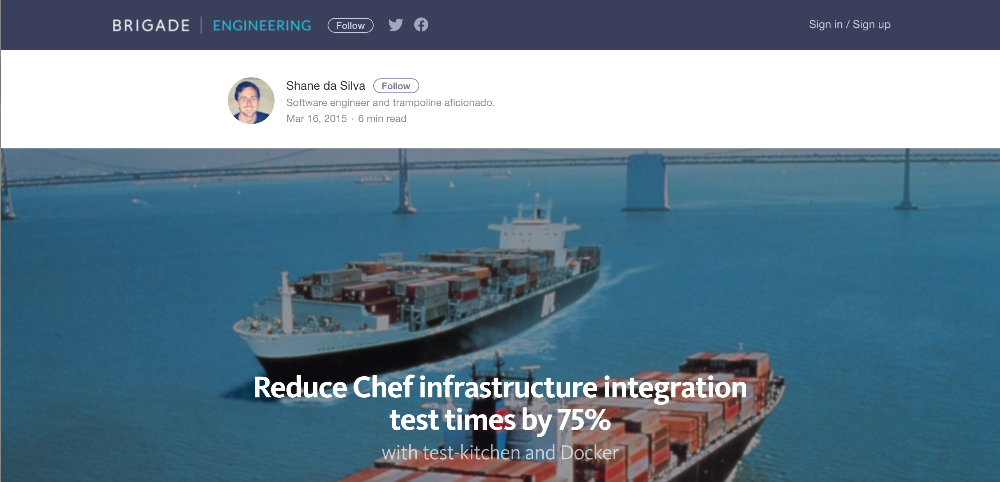 BRIGADE | ENGINEERING Follow Sign in / Sign up
Shane da Silva Follow
Software engineer and trampoline aficionado.
Mar 16, 2015 · 6 min read
APL
Reduce Chef infrastructure integration
test times by 75%
with test-kitchen and Docker